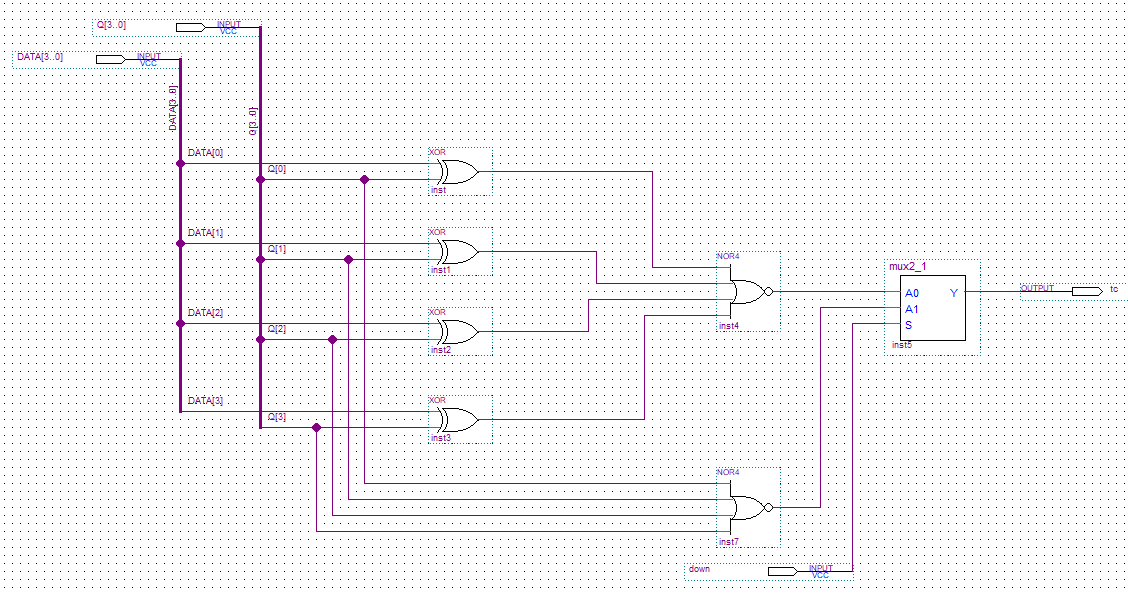 Q[3..0]
INPUT
VCC
DATA[3..0]
INPUT
VCC
DATA[3..0]
Q[3..0]
DATA[0]
Q[0]
XOR
inst
DATA[1]
Q[1]
XOR
inst1
DATA[2]
Q[2]
XOR
inst2
DATA[3]
Q[3]
XOR
inst3
NOR4
inst4
mux2_1
A0
Y
A1
S
inst5
OUTPUT
tc
NOR4
inst7
down
INPUT
VCC